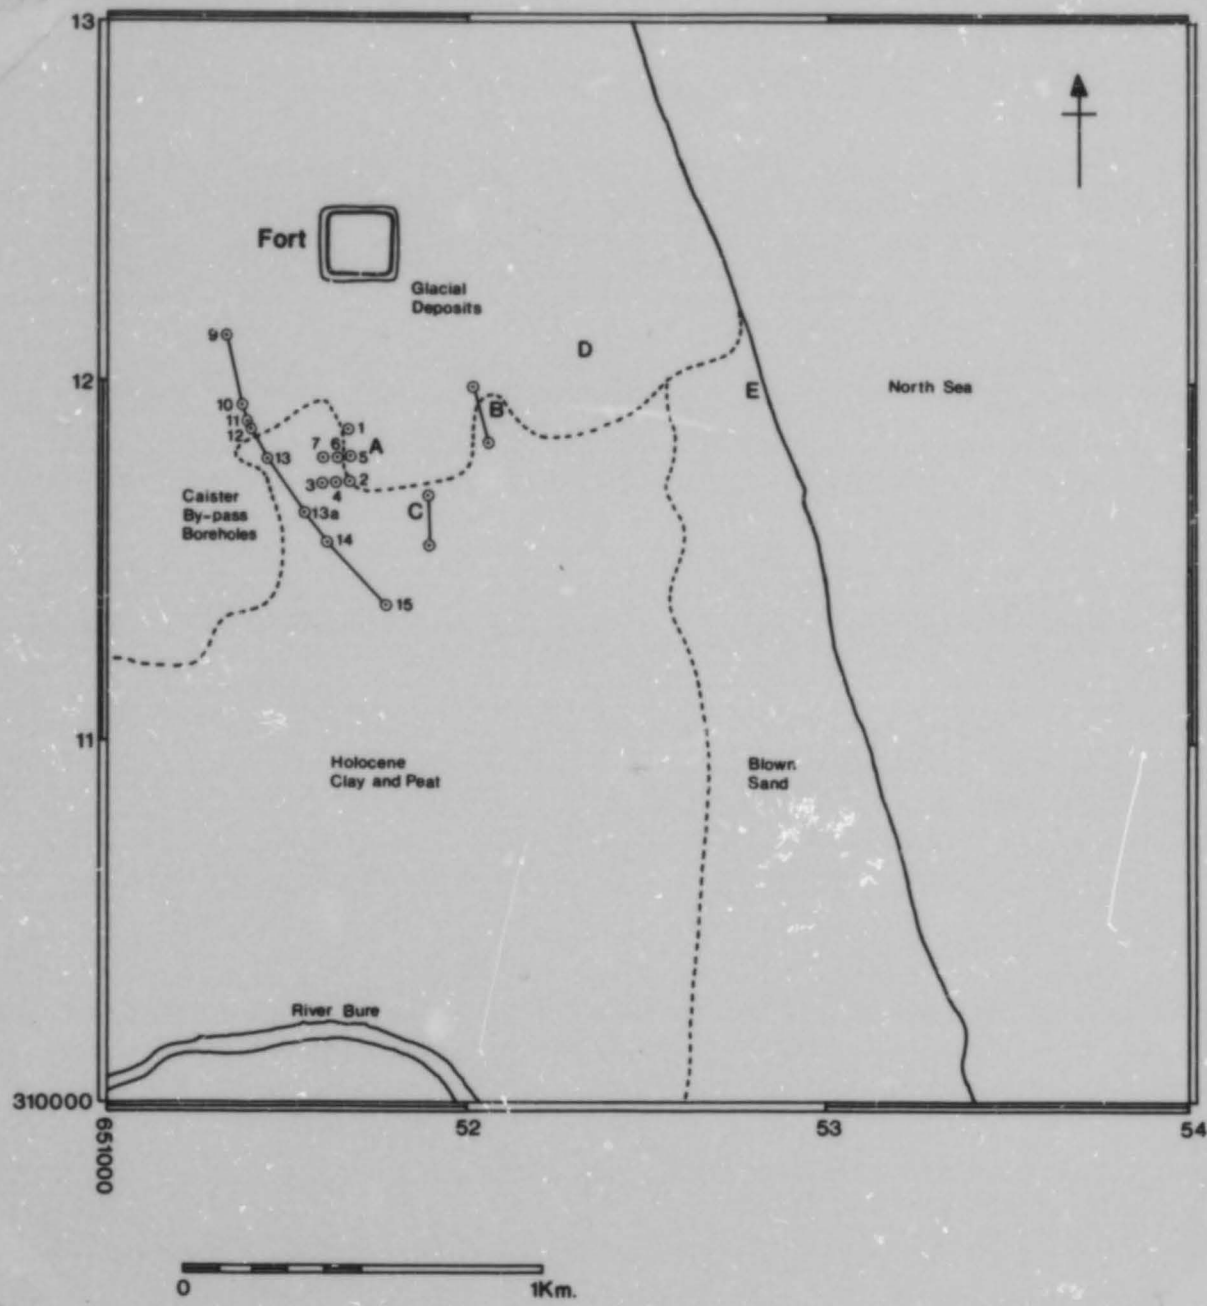 13
Fort
Glacial
Deposits
9
D
12
E
North Sea
10
B
11
1
12
A
7
6
5
13
3
4
2
Caister
By-pass
Boreholes
C
13a
14
15
11
Holocene
Clay and Peat
Blown
Sand
River Bure
310000
651000
52
53
54
0
1Km.